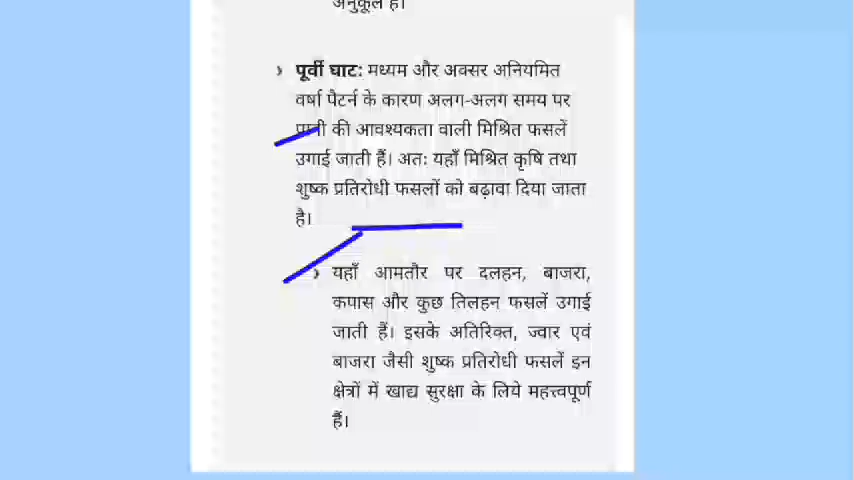 अनुकूल है।
पूर्वी घाट: मध्यम और अक्सर अनियमित
वर्षा पैटर्न के कारण अलग-अलग समय पर
पानी की आवश्यकता वाली मिश्रित फसलें
उगाई जाती हैं। अतः यहाँ मिश्रित कृषि तथा
शुष्क प्रतिरोधी फसलों को बढ़ावा दिया जाता
है।
यहाँ आमतौर पर दलहन, बाजरा,
कपास और कुछ तिलहन फसलें उगाई
जाती हैं। इसके अतिरिक्त, ज्वार एवं
बाजरा जैसी शुष्क प्रतिरोधी फसलें इन
क्षेत्रों में खाद्य सुरक्षा के लिये महत्त्वपूर्ण
हैं।